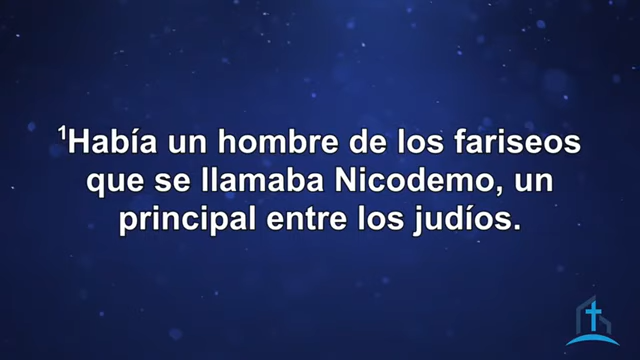 ¹Había un hombre de los fariseos
que se llamaba Nicodemo, un
principal entre los judíos.